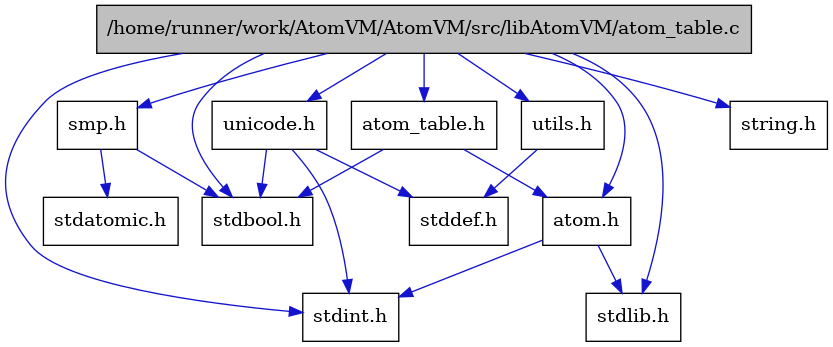 /home/runner/work/AtomVM/AtomVM/src/libAtomVM/atom_table.c
smp.h
unicode.h
atom_table.h
utils.h
string.h
stdatomic.h
stdbool.h
stddef.h
atom.h
stdint.h
stdlib.h